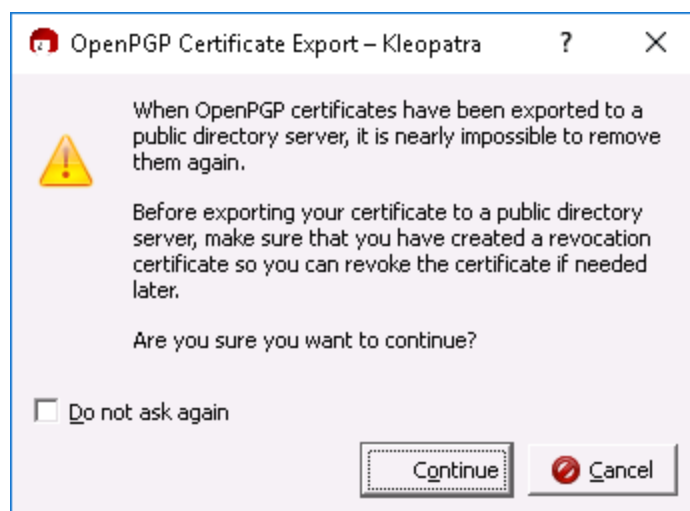 OpenPGP Certificate Export – Kleopatra ?
When OpenPGP certificates have been exported to a
public directory server, it is nearly impossible to remove
them again.
Before exporting your certificate to a public directory
server, make sure that you have created a revocation
certificate so you can revoke the certificate if needed
later.
Are you sure you want to continue?
Do not ask again
Continue Cancel